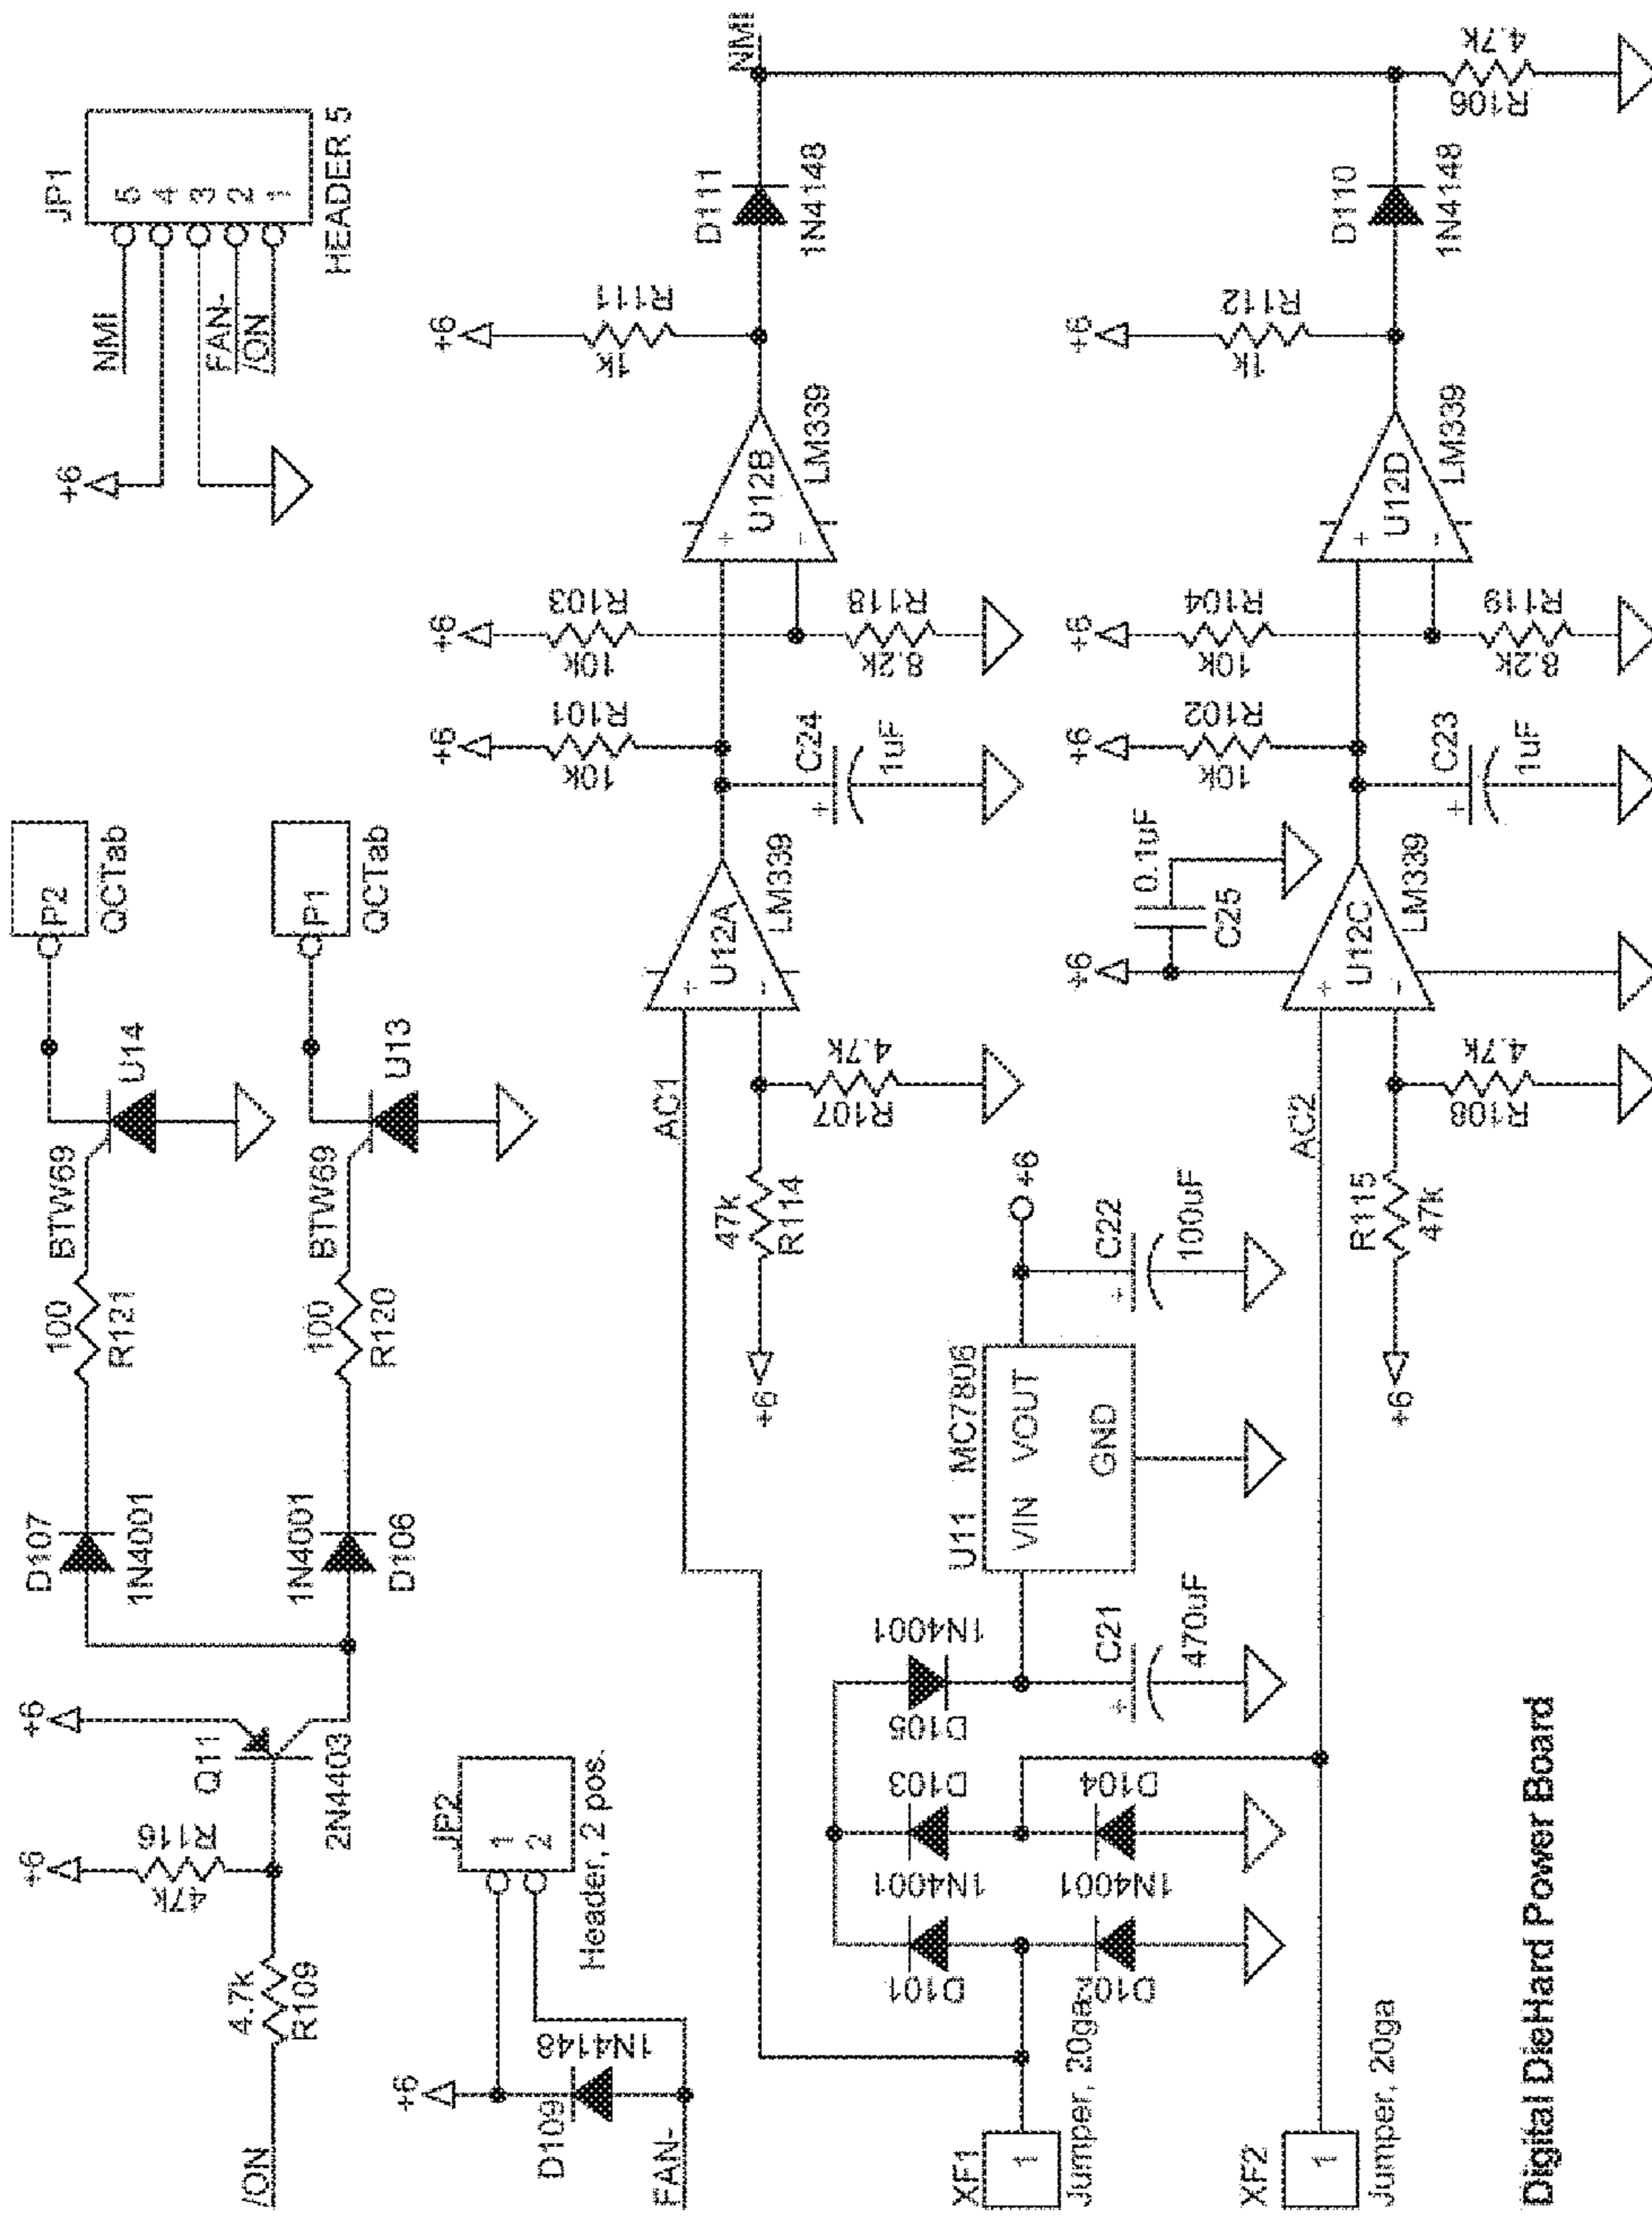 /ON
4.7k
R109
+6
47k
R116
+6
Q11
2N4403
D107
1N4001
1N4001
D106
100
R121
100
R120
BTW69
U14
BTW69
U13
P2
QCTab
P1
QCTab
+6
NMI
FAN-
/ON
JP1
5
4
3
2
1
HEADER 5
FAN-
+6
D109
1N4148
JP2
1
2
Header, 2 pos.
AC1
+6
47k
R114
4.7k
R107
+
-
U12A
LM339
+6
10k
R101
C24
+
1uF
+6
10k
R103
8.2k
R118
+
-
U12B
LM339
+6
1k
R111
D111
1N4148
NMI
XF1
1
Jumper, 20ga
D101
1N4001
D102
1N4001
D103
D104
D105
1N4001
C21
+
470uF
U11 MC7806
VIN VOUT
GND
+6
C22
+
100uF
XF2
1
Jumper, 20ga
AC2
+6
R115
47k
4.7k
R108
+6
C25
0.1uF
+
-
U12C
LM339
+6
10k
R102
C23
+
1uF
+6
10k
R104
8.2k
R119
+
-
U12D
LM339
+6
1k
R112
D110
1N4148
4.7k
R106
Digital DieHard Power Board